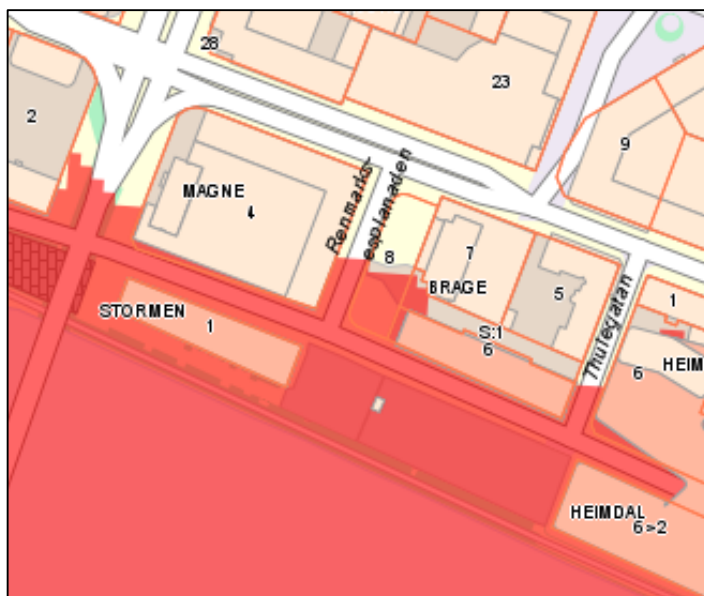 28
23
2
9
MAGNE
4
Renmarks-
esplanaden
8
7
BRAGE
5
Thulegatan
1
STORMEN
1
S:1
6
6
HEIM
HEIMDAL
6>2